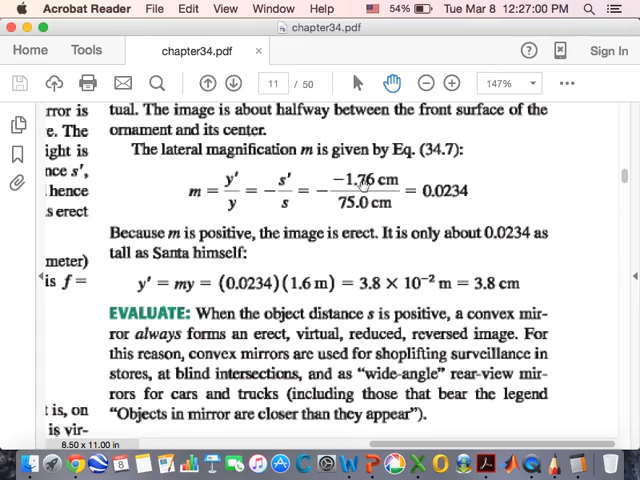 Acrobat Reader File Edit View Window Help 54% Tue Mar 8 12:27:00 PM
chapter34.pdf
Home Tools chapter34.pdf × ? Sign In
11 / 50 147%
rror is
e. The
ight is
nce s',
hence
s erect
meter)
is f =
t is, on
is vir-
tual. The image is about halfway between the front surface of the
ornament and its center.
The lateral magnification m is given by Eq. (34.7):
m = y'/y = −s'/s = −(−1.76 cm)/(75.0 cm) = 0.0234
Because m is positive, the image is erect. It is only about 0.0234 as
tall as Santa himself:
y' = my = (0.0234)(1.6 m) = 3.8 × 10⁻² m = 3.8 cm
EVALUATE: When the object distance s is positive, a convex mir-
ror always forms an erect, virtual, reduced, reversed image. For
this reason, convex mirrors are used for shoplifting surveillance in
stores, at blind intersections, and as “wide-angle” rear-view mir-
rors for cars and trucks (including those that bear the legend
“Objects in mirror are closer than they appear”).
8.50 x 11.00 in